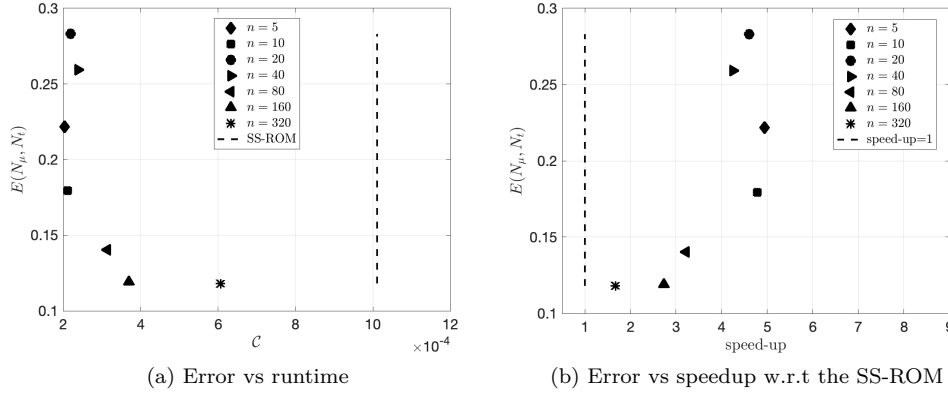 0.3
0.25
0.2
0.15
0.1
E(N_μ, N_t)
n = 5
n = 10
n = 20
n = 40
n = 80
n = 160
n = 320
SS-ROM
2 4 6 8 10 12
C
×10⁻⁴
(a) Error vs runtime
0.3
0.25
0.2
0.15
0.1
E(N_μ, N_t)
n = 5
n = 10
n = 20
n = 40
n = 80
n = 160
n = 320
speed-up=1
1 2 3 4 5 6 7 8 9
speed-up
(b) Error vs speedup w.r.t the SS-ROM